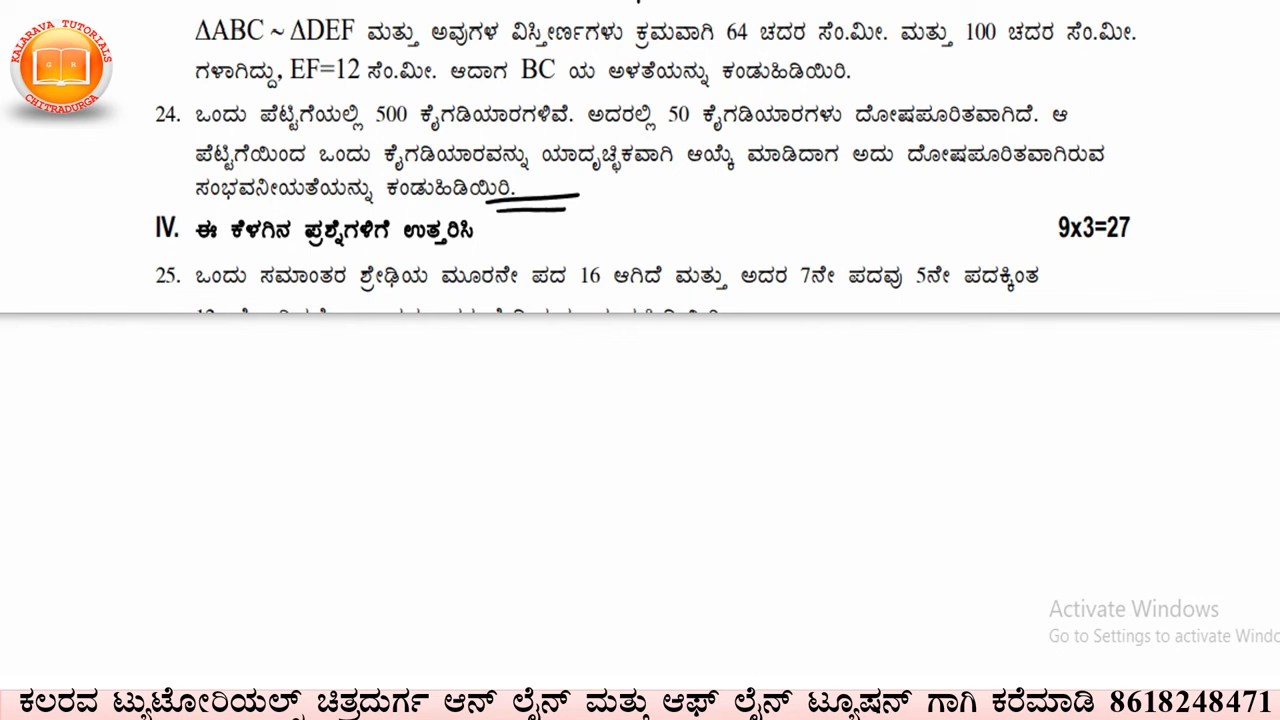 KALARAVA TUTORIALS
G R
CHITRADURGA
ΔABC ~ ΔDEF ಮತ್ತು ಅವುಗಳ ವಿಸ್ತೀರ್ಣಗಳು ಕ್ರಮವಾಗಿ 64 ಚದರ ಸೆಂ.ಮೀ. ಮತ್ತು 100 ಚದರ ಸೆಂ.ಮೀ.
ಗಳಾಗಿದ್ದು, EF=12 ಸೆಂ.ಮೀ. ಆದಾಗ BC ಯ ಅಳತೆಯನ್ನು ಕಂಡುಹಿಡಿಯಿರಿ.
24. ಒಂದು ಪೆಟ್ಟಿಗೆಯಲ್ಲಿ 500 ಕೈಗಡಿಯಾರಗಳಿವೆ. ಅದರಲ್ಲಿ 50 ಕೈಗಡಿಯಾರಗಳು ದೋಷಪೂರಿತವಾಗಿದೆ. ಆ
ಪೆಟ್ಟಿಗೆಯಿಂದ ಒಂದು ಕೈಗಡಿಯಾರವನ್ನು ಯಾದೃಚ್ಛಿಕವಾಗಿ ಆಯ್ಕೆ ಮಾಡಿದಾಗ ಅದು ದೋಷಪೂರಿತವಾಗಿರುವ
ಸಂಭವನೀಯತೆಯನ್ನು ಕಂಡುಹಿಡಿಯಿರಿ.
IV. ಈ ಕೆಳಗಿನ ಪ್ರಶ್ನೆಗಳಿಗೆ ಉತ್ತರಿಸಿ 9x3=27
25. ಒಂದು ಸಮಾಂತರ ಶ್ರೇಢಿಯ ಮೂರನೇ ಪದ 16 ಆಗಿದೆ ಮತ್ತು ಅದರ 7ನೇ ಪದವು 5ನೇ ಪದಕ್ಕಿಂತ
Activate Windows
Go to Settings to activate Windo
ಕಲರವ ಟ್ಯುಟೋರಿಯಲ್ಸ್ ಚಿತ್ರದುರ್ಗ ಆನ್ ಲೈನ್ ಮತ್ತು ಆಫ್ ಲೈನ್ ಟ್ಯೂಷನ್ ಗಾಗಿ ಕರೆಮಾಡಿ 8618248471